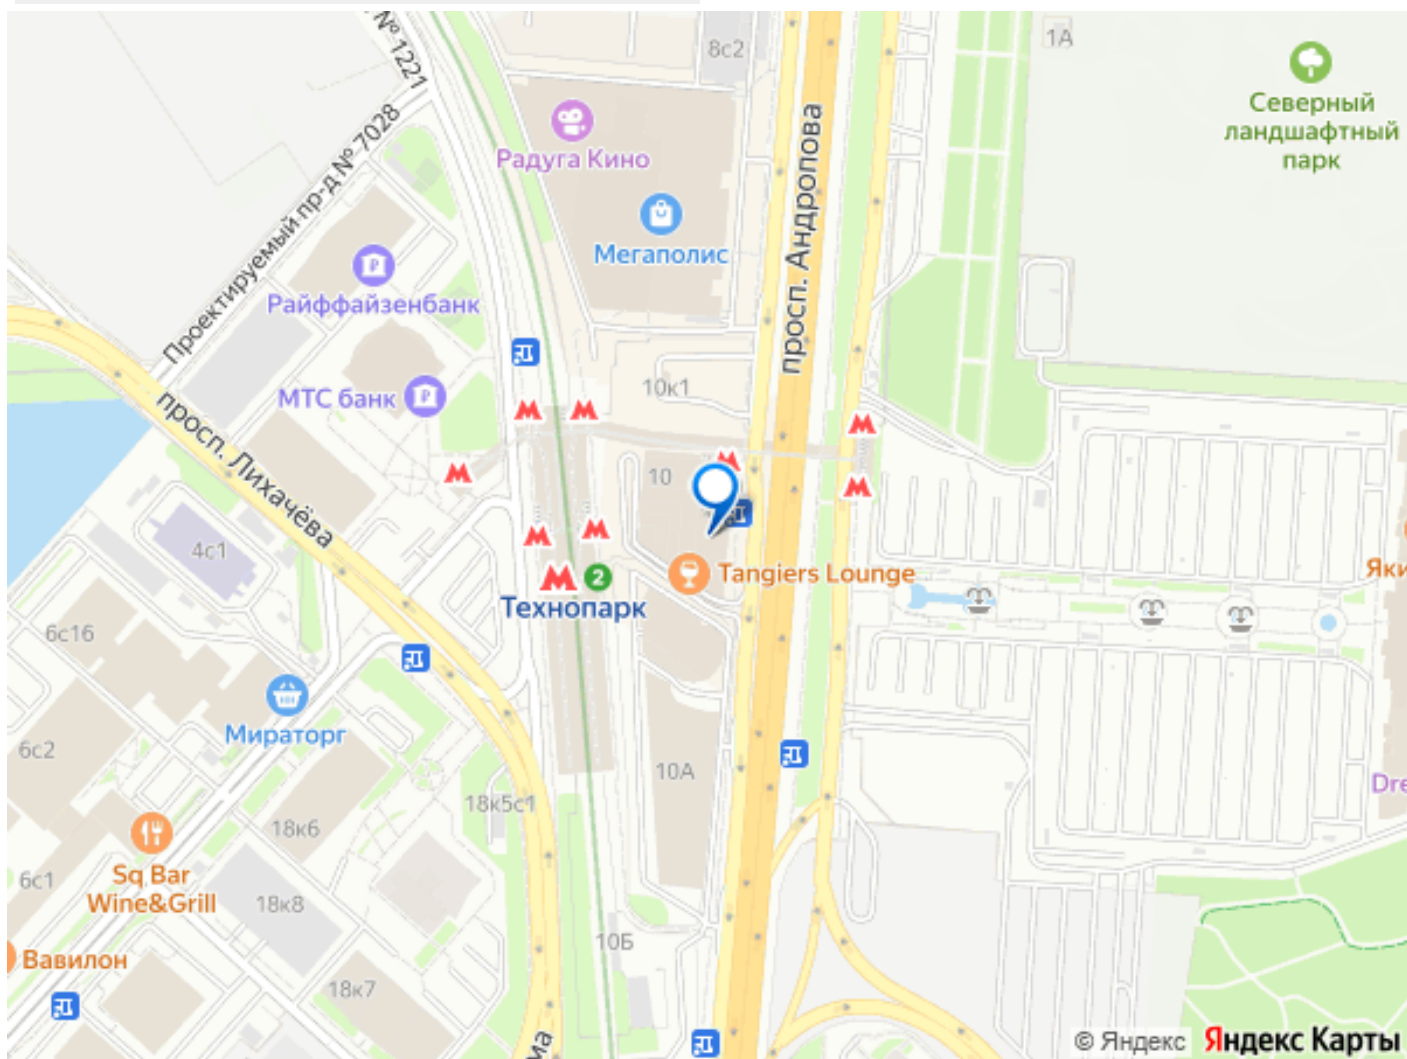 № 1221
8с2
1А
Северный
ландшафтный
парк
Радуга Кино
Мегаполис
просп. Андропова
Проектируемый пр-д № 7028
Райффайзенбанк
МТС банк
10к1
просп. Лихачёва
10
4с1
Tangiers Lounge
2
Технопарк
Яки
6с16
Мираторг
6с2
10А
Dre
18к5с1
18к6
Sq Bar
Wine&Grill
6с1
18к8
10Б
Вавилон
18к7
ма
© Яндекс
Яндекс Карты